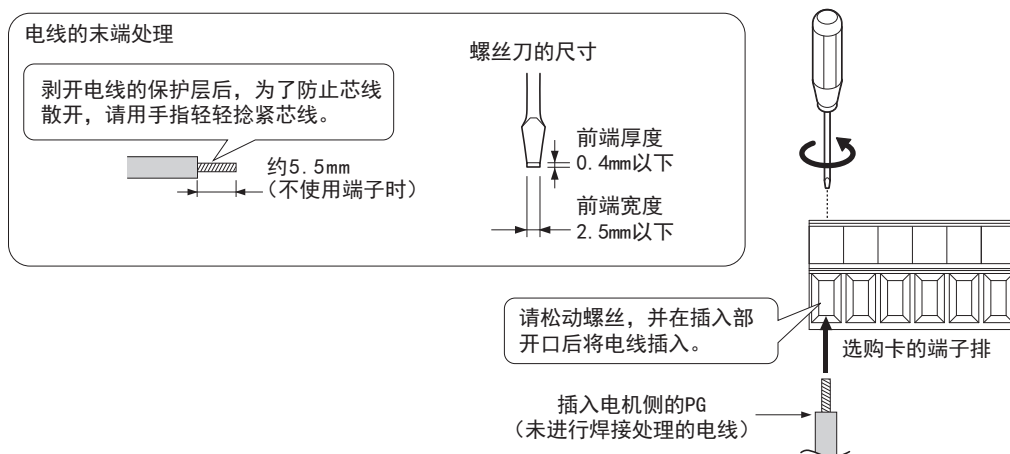 电线的末端处理
剥开电线的保护层后，为了防止芯线
散开，请用手指轻轻捻紧芯线。
约5.5mm
（不使用端子时）
螺丝刀的尺寸
前端厚度
0.4mm以下
前端宽度
2.5mm以下
请松动螺丝，并在插入部
开口后将电线插入。
选购卡的端子排
插入电机侧的PG
（未进行焊接处理的电线）